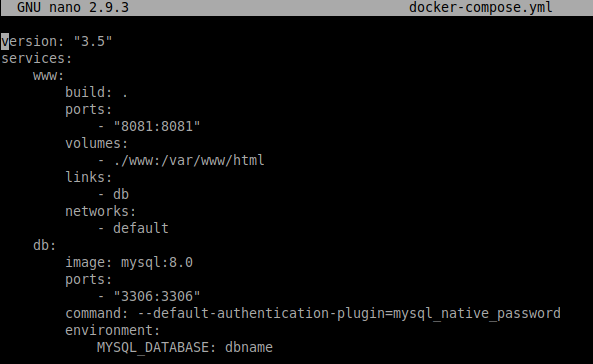 GNU nano 2.9.3 docker-compose.yml
version: "3.5"
services:
    www:
        build: .
        ports:
            - "8081:8081"
        volumes:
            - ./www:/var/www/html
        links:
            - db
        networks:
            - default
    db:
        image: mysql:8.0
        ports:
            - "3306:3306"
        command: --default-authentication-plugin=mysql_native_password
        environment:
            MYSQL_DATABASE: dbname